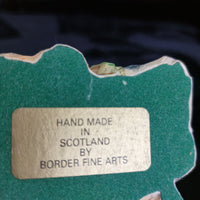 HAND MADE
IN
SCOTLAND
BY
BORDER FINE ARTS